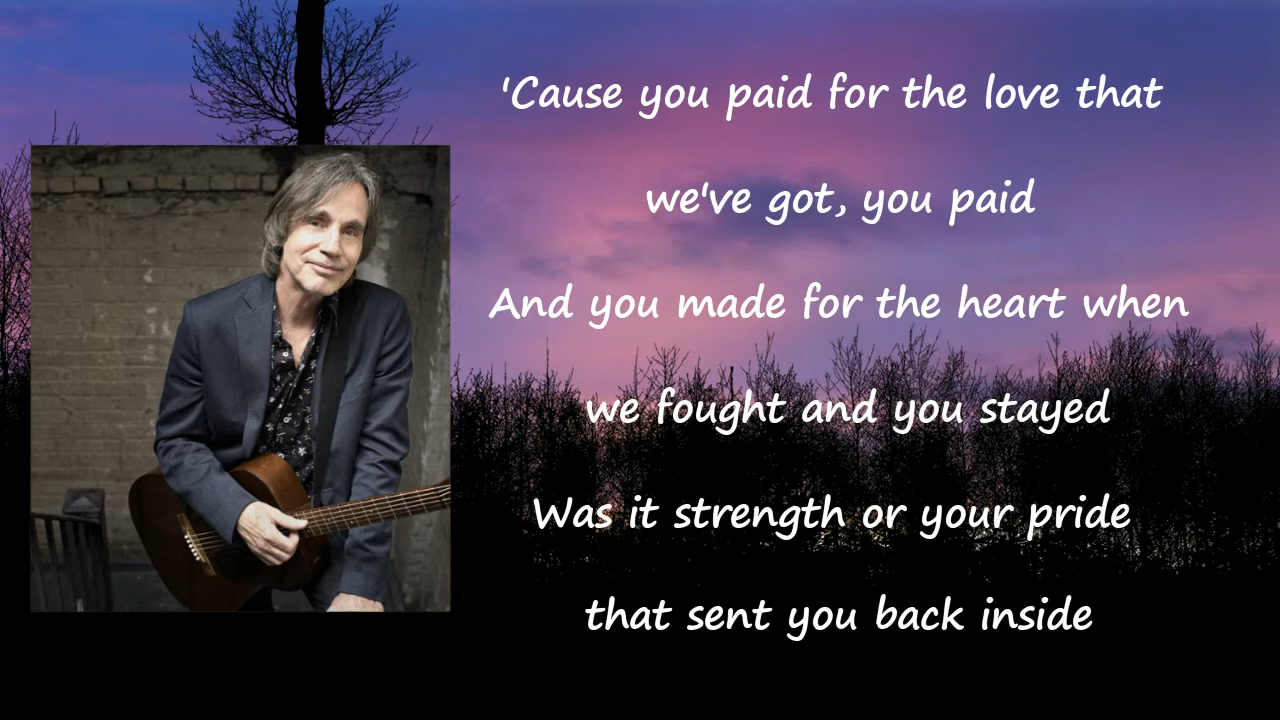 'Cause you paid for the love that
we've got, you paid
And you made for the heart when
we fought and you stayed
Was it strength or your pride
that sent you back inside